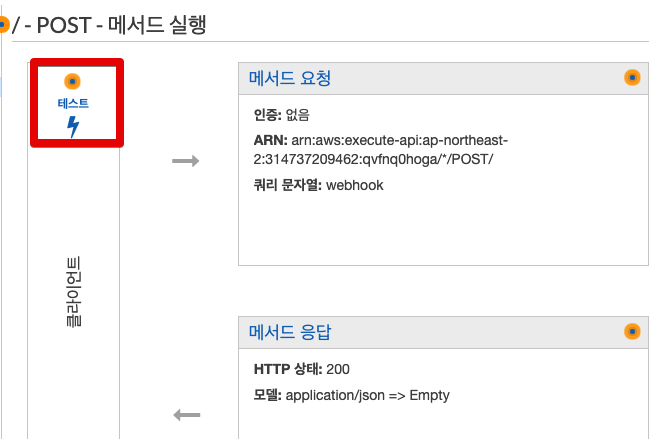 / - POST - 메서드 실행
테스트
클라이언트
메서드 요청
인증: 없음
ARN: arn:aws:execute-api:ap-northeast-
2:314737209462:qvfnq0hoga/*/POST/
쿼리 문자열: webhook
메서드 응답
HTTP 상태: 200
모델: application/json => Empty